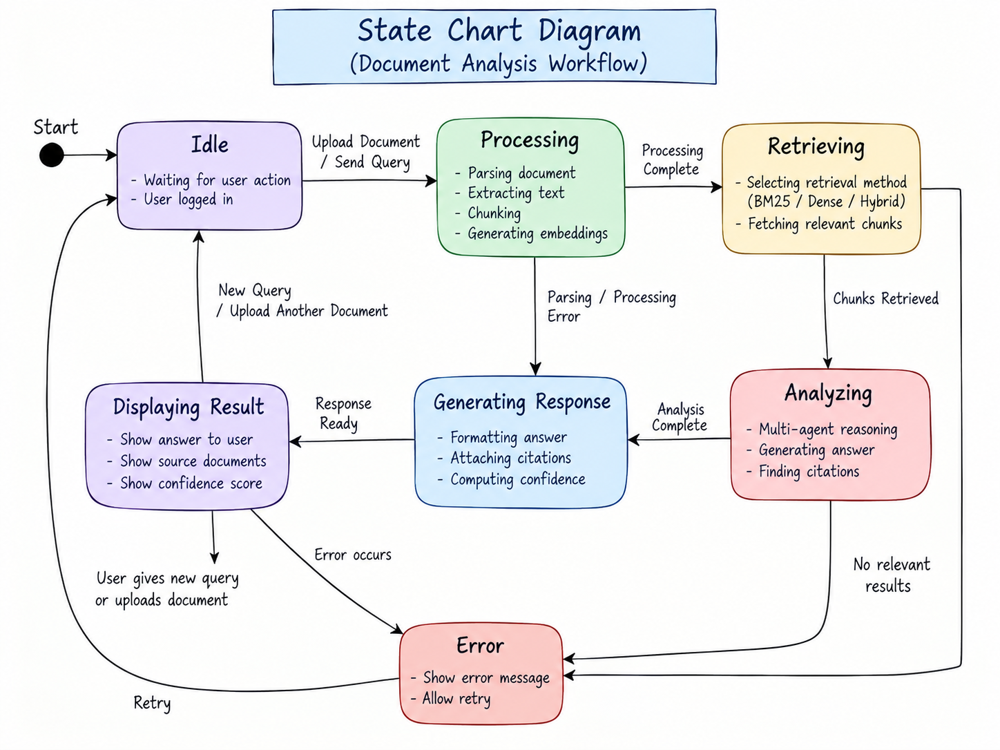 State Chart Diagram
(Document Analysis Workflow)
Start
Idle
- Waiting for user action
- User logged in
Upload Document
/ Send Query
Processing
- Parsing document
- Extracting text
- Chunking
- Generating embeddings
Processing
Complete
Retrieving
- Selecting retrieval method
(BM25 / Dense / Hybrid)
- Fetching relevant chunks
New Query
/ Upload Another Document
Parsing / Processing
Error
Chunks Retrieved
Displaying Result
- Show answer to user
- Show source documents
- Show confidence score
Response
Ready
Generating Response
- Formatting answer
- Attaching citations
- Computing confidence
Analysis
Complete
Analyzing
- Multi-agent reasoning
- Generating answer
- Finding citations
User gives new query
or uploads document
Error occurs
No relevant
results
Error
- Show error message
- Allow retry
Retry